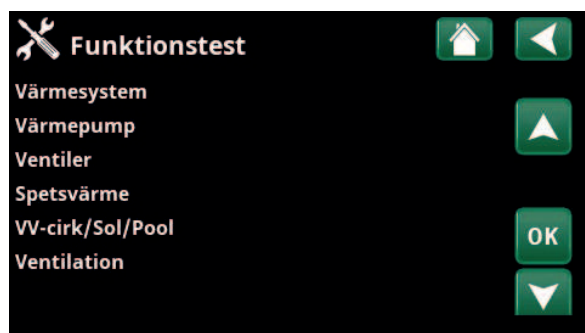 Funktionstest
Värmesystem
Värmepump
Ventiler
Spetsvärme
VV-cirk/Sol/Pool
OK
Ventilation